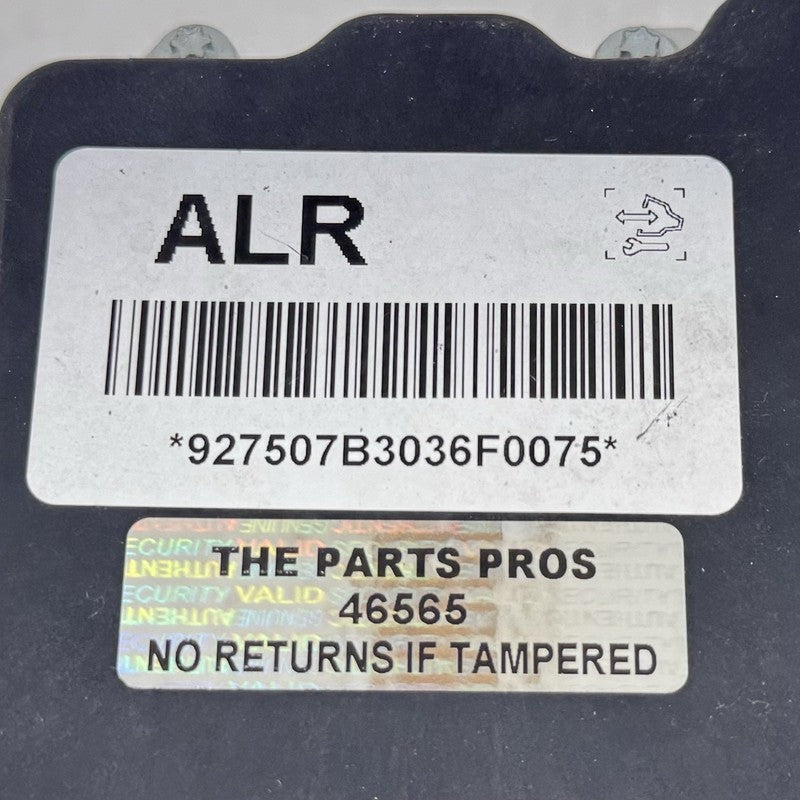 ALR
*927507B3036F0075*
THE PARTS PROS
46565
NO RETURNS IF TAMPERED